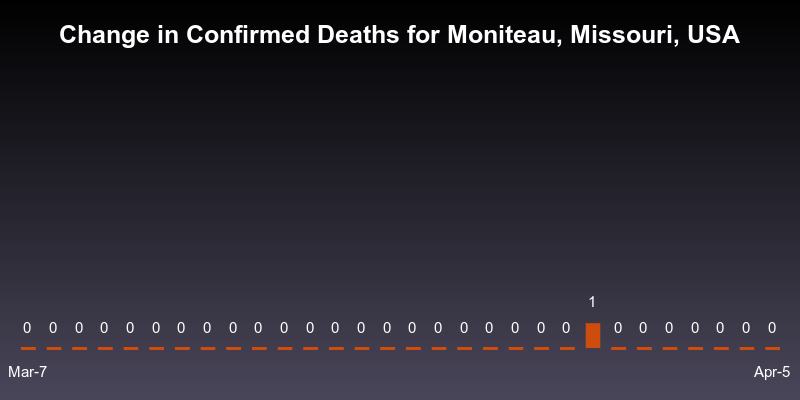 Change in Confirmed Deaths for Moniteau, Missouri, USA
1
0 0 0 0 0 0 0 0 0 0 0 0 0 0 0 0 0 0 0 0 0 0 0 0 0 0 0 0 0
Mar-7 Apr-5